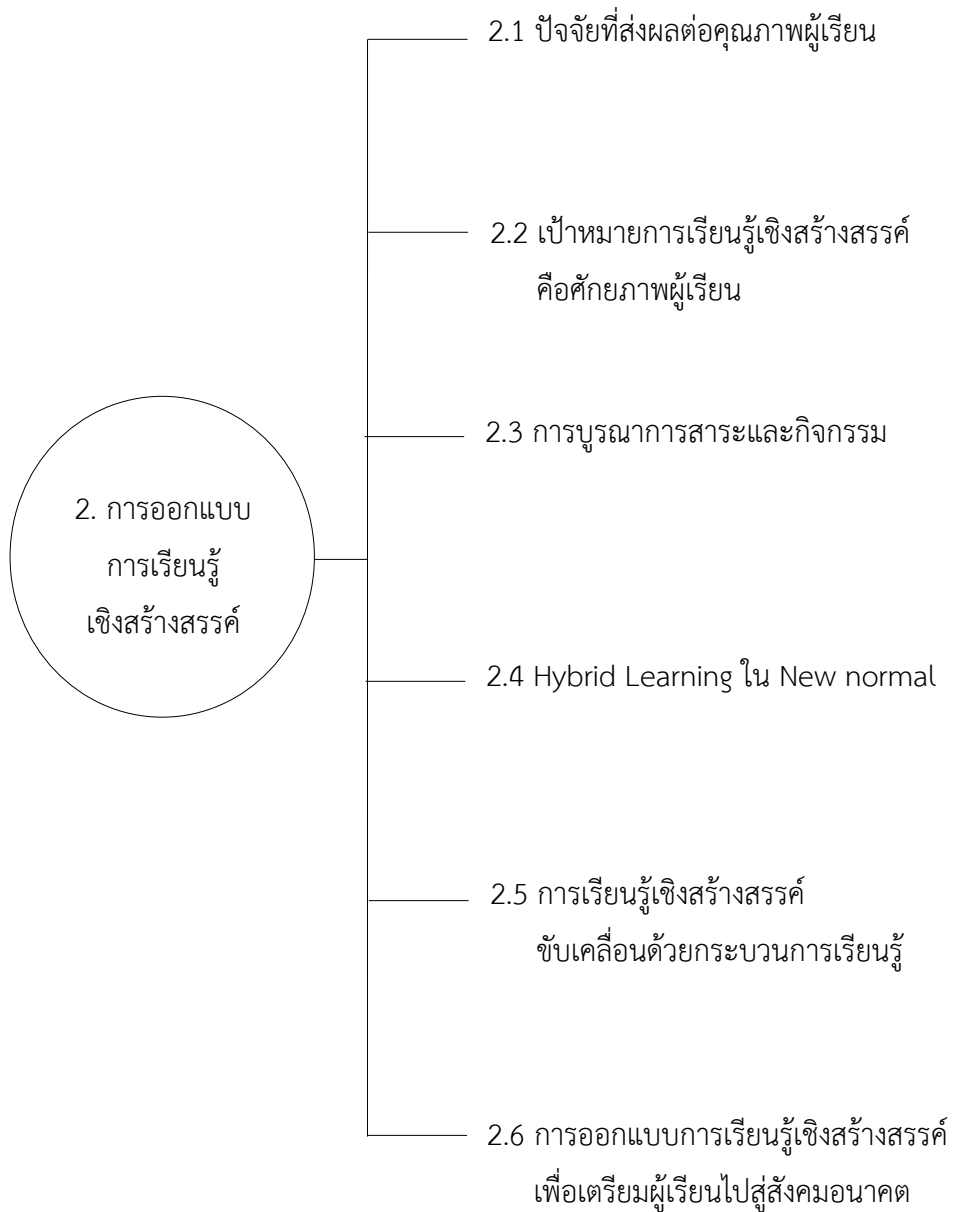 2.1 ปัจจัยที่ส่งผลต่อคุณภาพผู้เรียน
2.2 เป้าหมายการเรียนรู้เชิงสร้างสรรค์
คือศักยภาพผู้เรียน
2.3 การบูรณาการสาระและกิจกรรม
2. การออกแบบ
การเรียนรู้
เชิงสร้างสรรค์
2.4 Hybrid Learning ใน New normal
2.5 การเรียนรู้เชิงสร้างสรรค์
ขับเคลื่อนด้วยกระบวนการเรียนรู้
2.6 การออกแบบการเรียนรู้เชิงสร้างสรรค์
เพื่อเตรียมผู้เรียนไปสู่สังคมอนาคต